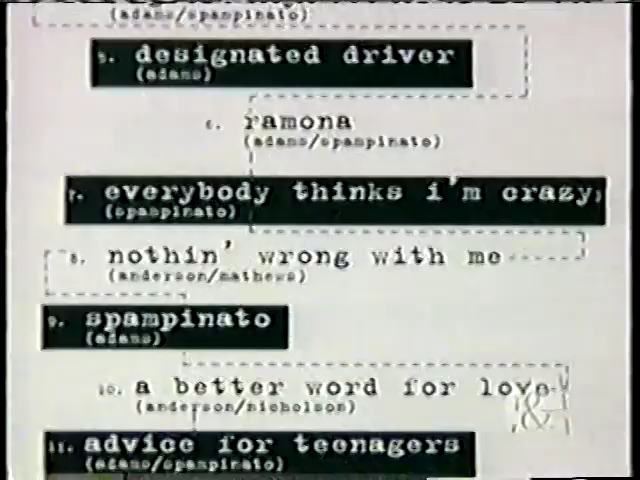 (adams/spampinato)
5. designated driver
(adams)
6. ramona
(adams/spampinato)
7. everybody thinks i'm crazy
(spampinato)
8. nothin' wrong with me
(anderson/mathews)
9. spampinato
(adams)
10. a better word for love
(anderson/nicholson)
&
11. advice for teenagers
(adams/spampinato)